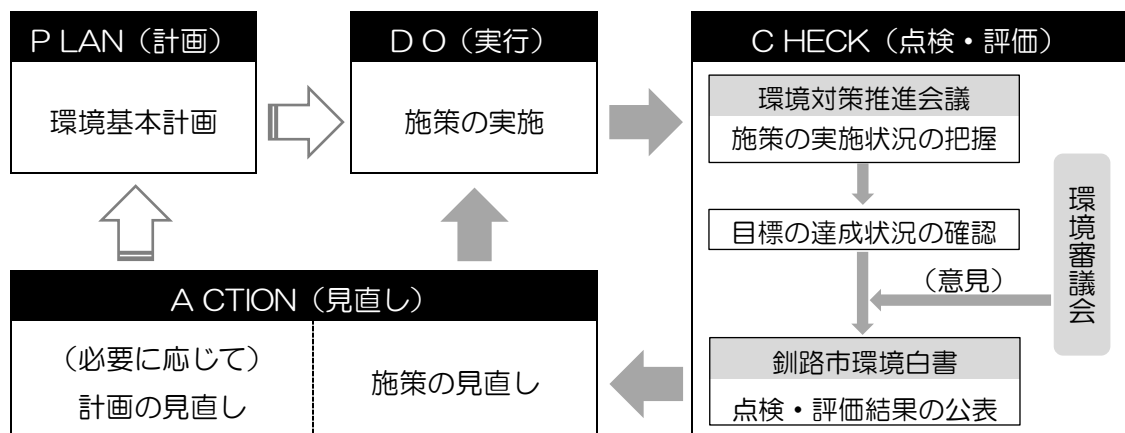 PLAN（計画）
環境基本計画
DO（実行）
施策の実施
CHECK（点検・評価）
環境対策推進会議
施策の実施状況の把握
目標の達成状況の確認
（意見）
環境審議会
釧路市環境白書
点検・評価結果の公表
ACTION（見直し）
（必要に応じて）
計画の見直し
施策の見直し